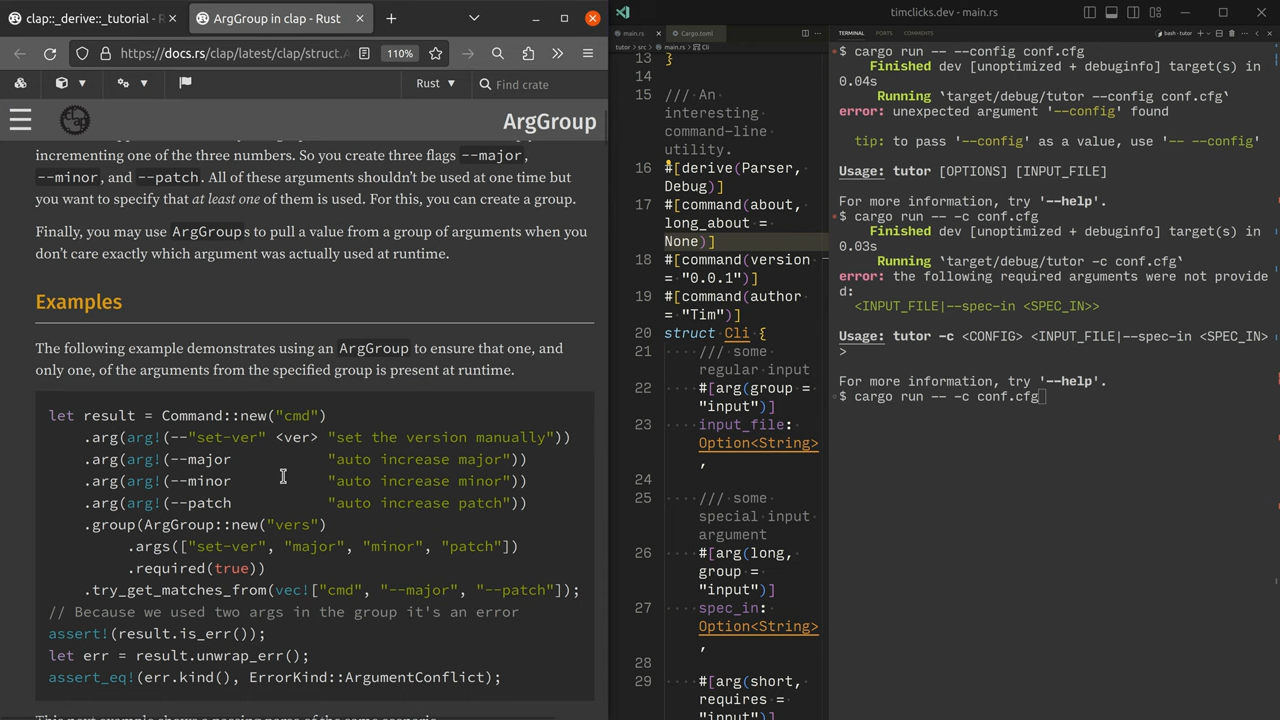 clap::_derive::_tutorial - R
ArgGroup in clap - Rust
https://docs.rs/clap/latest/clap/struct.A
110%
Rust
Find crate
ArgGroup
incrementing one of the three numbers. So you create three flags --major,
--minor, and --patch. All of these arguments shouldn't be used at one time but
you want to specify that at least one of them is used. For this, you can create a group.
Finally, you may use ArgGroups to pull a value from a group of arguments when you
don't care exactly which argument was actually used at runtime.
Examples
The following example demonstrates using an ArgGroup to ensure that one, and
only one, of the arguments from the specified group is present at runtime.
let result = Command::new("cmd")
.arg(arg!(--"set-ver" <ver> "set the version manually"))
.arg(arg!(--major "auto increase major"))
.arg(arg!(--minor "auto increase minor"))
.arg(arg!(--patch "auto increase patch"))
.group(ArgGroup::new("vers")
.args(["set-ver", "major", "minor", "patch"])
.required(true))
.try_get_matches_from(vec!["cmd", "--major", "--patch"]);
// Because we used two args in the group it's an error
assert!(result.is_err());
let err = result.unwrap_err();
assert_eq!(err.kind(), ErrorKind::ArgumentConflict);
timclicks.dev - main.rs
main.rs
Cargo.toml
tutor > src > main.rs > Cli
13 }
14
15 /// An
interesting
command-line
utility.
16 #[derive(Parser,
Debug)]
17 #[command(about,
long_about =
None)]
18 #[command(version
= "0.0.1")]
19 #[command(author
= "Tim")]
20 struct Cli {
21 /// some
regular input
22 #[arg(group =
"input")]
23 input_file:
Option<String>
,
24
25 /// some
special input
argument
26 #[arg(long,
group =
"input")]
27 spec_in:
Option<String>
,
28
29 #[arg(short,
requires =
"input")]
TERMINAL PORTS COMMENTS
bash - tutor
$ cargo run -- --config conf.cfg
Finished dev [unoptimized + debuginfo] target(s) in
0.04s
Running `target/debug/tutor --config conf.cfg`
error: unexpected argument '--config' found
tip: to pass '--config' as a value, use '-- --config'
Usage: tutor [OPTIONS] [INPUT_FILE]
For more information, try '--help'.
$ cargo run -- -c conf.cfg
Finished dev [unoptimized + debuginfo] target(s) in
0.03s
Running `target/debug/tutor -c conf.cfg`
error: the following required arguments were not provide
d:
<INPUT_FILE|--spec-in <SPEC_IN>>
Usage: tutor -c <CONFIG> <INPUT_FILE|--spec-in <SPEC_IN>
>
For more information, try '--help'.
$ cargo run -- -c conf.cfg